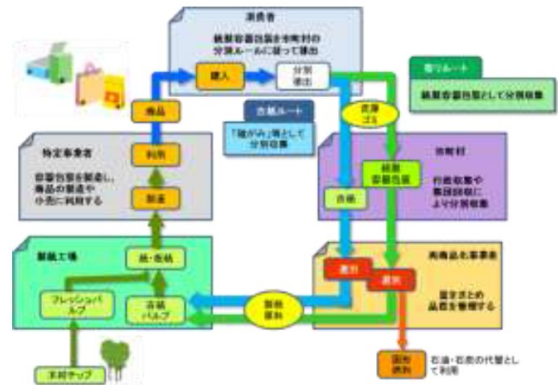 消費者
紙製容器包装を市町村の
分別ルールに従って排出
購入
分別
排出
容リルート
紙製容器包装として分別収集
商品
古紙ルート
「雑がみ」等として
分別収集
資源
ゴミ
特定事業者
容器包装を製造し、
商品の製造や
小売に利用する
利用
製造
市町村
紙製
容器包装
行政収集や
集団回収に
より分別収集
古紙
製紙工場
紙・板紙
フレッシュパ
ルプ
古紙
パルプ
木材チップ
製紙
原料
再商品化事業者
選別
選別
異物をまとめ
品質を管理する
固形
燃料
石油・石炭の代替とし
て利用